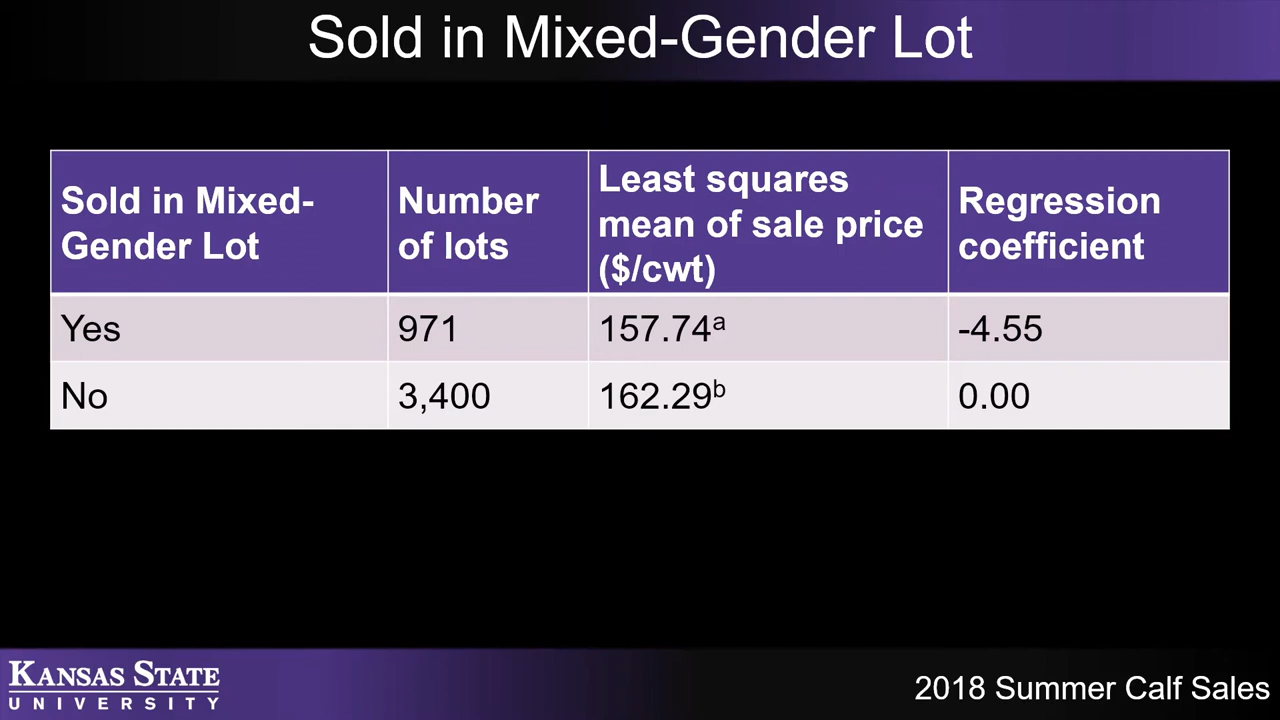 Sold in Mixed-Gender Lot
Sold in Mixed-
Gender Lot
Number
of lots
Least squares
mean of sale price
($/cwt)
Regression
coefficient
Yes 971 157.74ᵃ -4.55
No 3,400 162.29ᵇ 0.00
KANSAS STATE
UNIVERSITY
2018 Summer Calf Sales